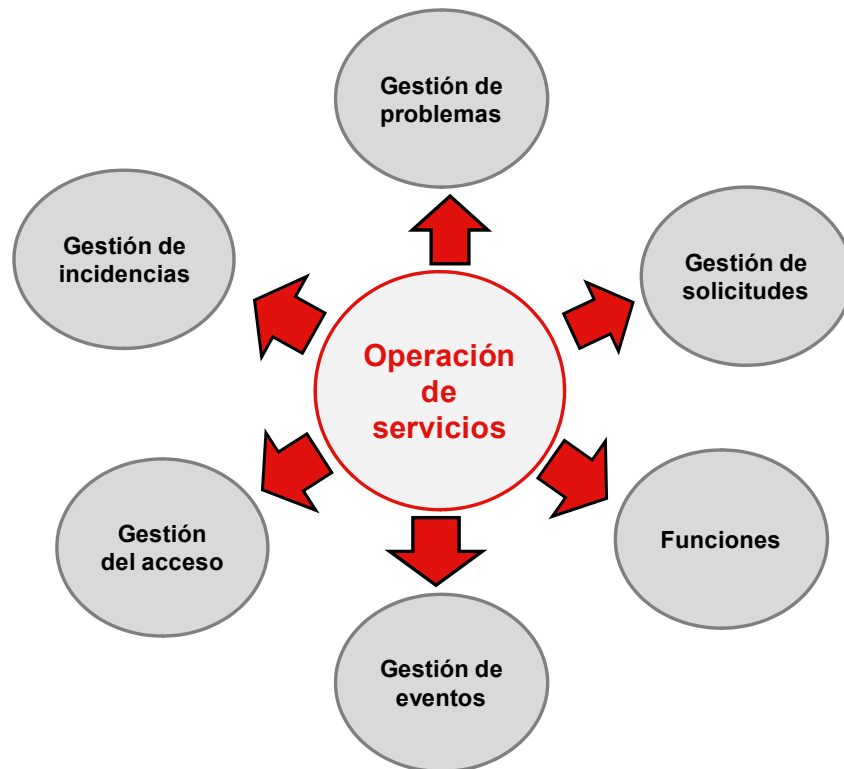 Gestión de
problemas
Gestión de
incidencias
Gestión de
solicitudes
Operación
de
servicios
Gestión
del acceso
Funciones
Gestión de
eventos